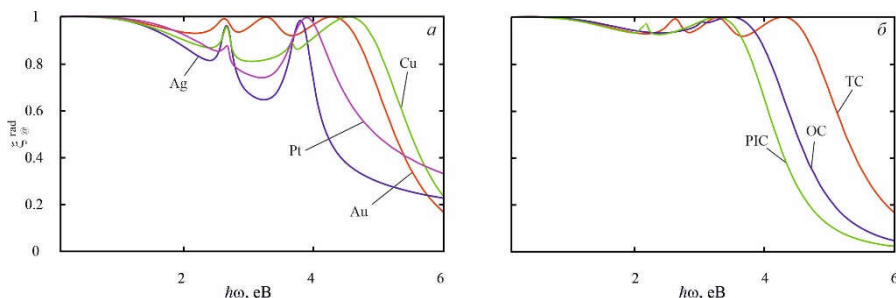 1
0.8
0.6
0.4
0.2
0
2
4
6
ξ rad @
ħω, eB
Ag
Pt
Au
Cu
a
2
4
6
ħω, eB
PIC
OC
TC
б